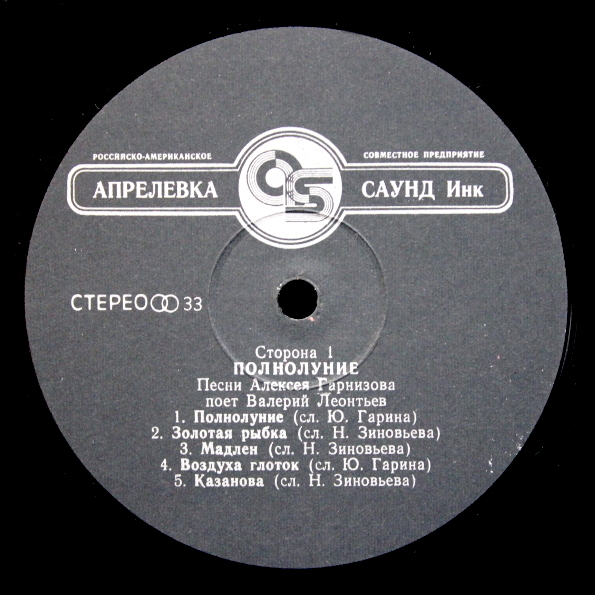 РОССИЙСКО-АМЕРИКАНСКОЕ СОВМЕСТНОЕ ПРЕДПРИЯТИЕ
АПРЕЛЕВКА САУНД Инк
СТЕРЕО 33
Сторона 1
ПОЛНОЛУНИЕ
Песни Алексея Гарнизова
поет Валерий Леонтьев
1. Полнолуние (сл. Ю. Гарина)
2. Золотая рыбка (сл. Н. Зиновьева)
3. Мадлен (сл. Н. Зиновьева)
4. Воздуха глоток (сл. Ю. Гарина)
5. Казанова (сл. Н. Зиновьева)